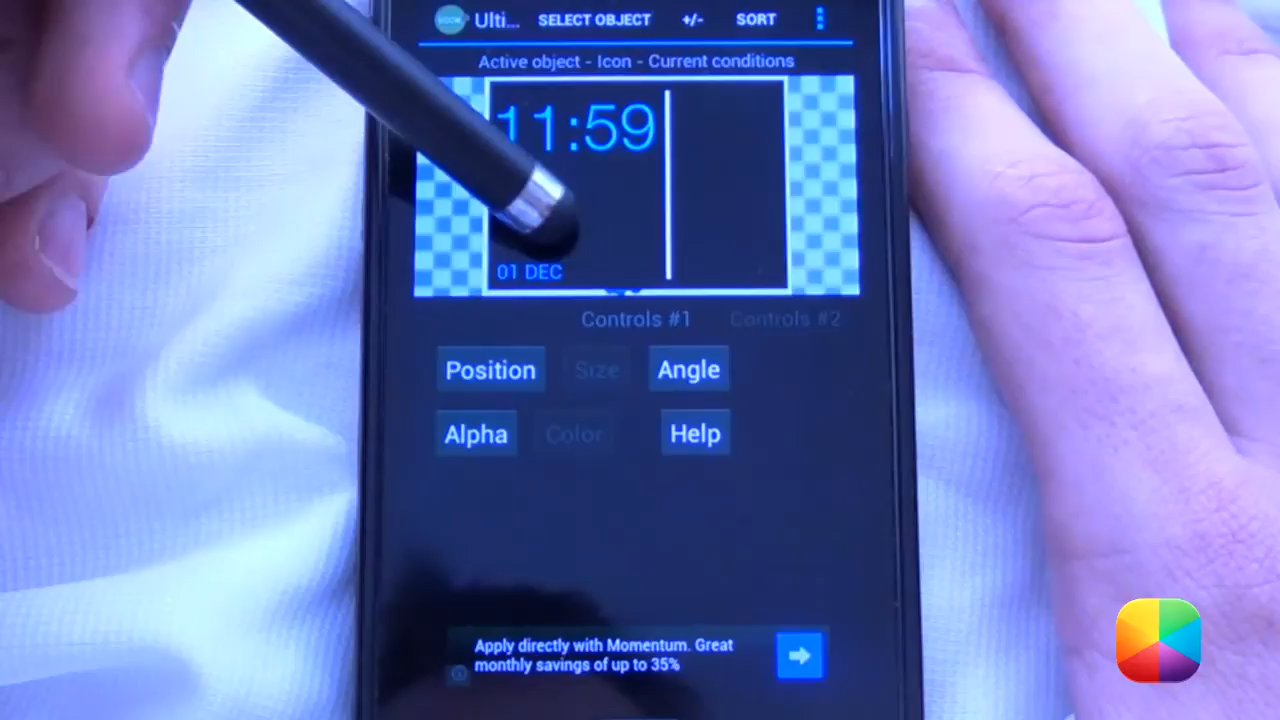 Ulti... SELECT OBJECT +/- SORT
Active object - Icon - Current conditions
11:59
01 DEC
Controls #1 Controls #2
Position Size Angle
Alpha Color Help
Apply directly with Momentum. Great
monthly savings of up to 35%